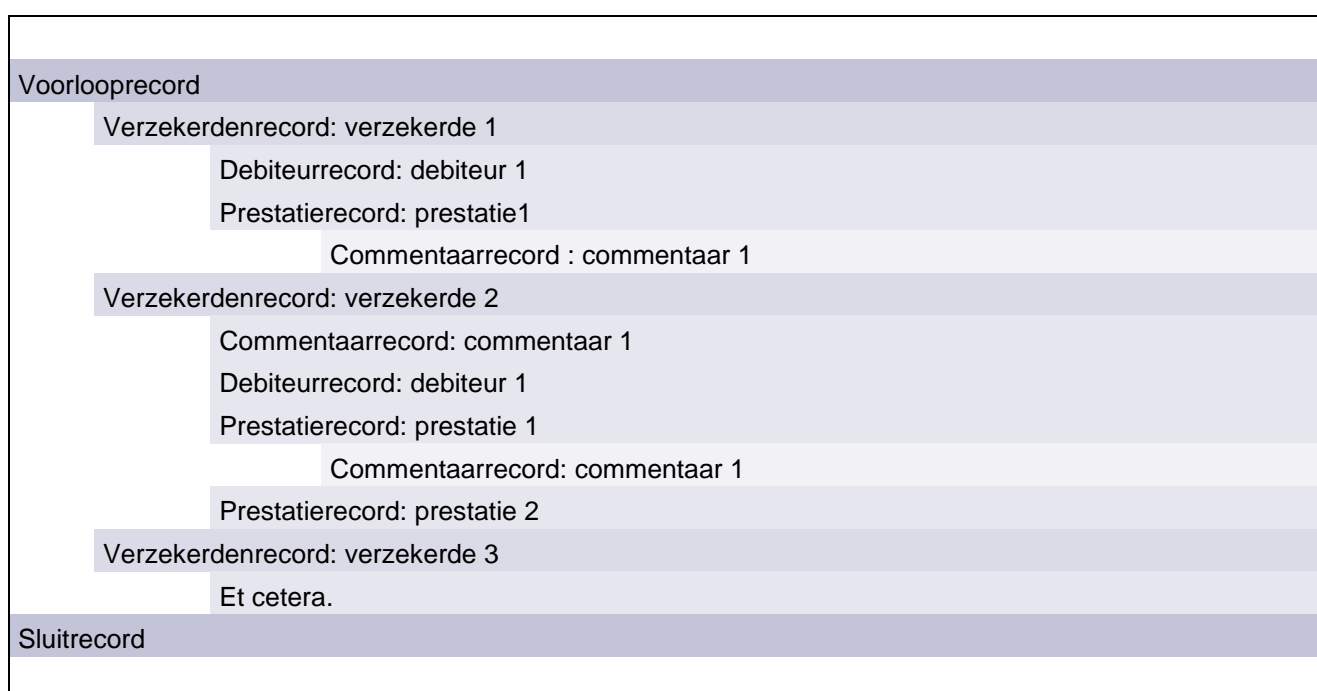 Voorlooprecord
Verzekerdenrecord: verzekerde 1
Debiteurrecord: debiteur 1
Prestatierecord: prestatie1
Commentaarrecord : commentaar 1
Verzekerdenrecord: verzekerde 2
Commentaarrecord: commentaar 1
Debiteurrecord: debiteur 1
Prestatierecord: prestatie 1
Commentaarrecord: commentaar 1
Prestatierecord: prestatie 2
Verzekerdenrecord: verzekerde 3
Et cetera.
Sluitrecord